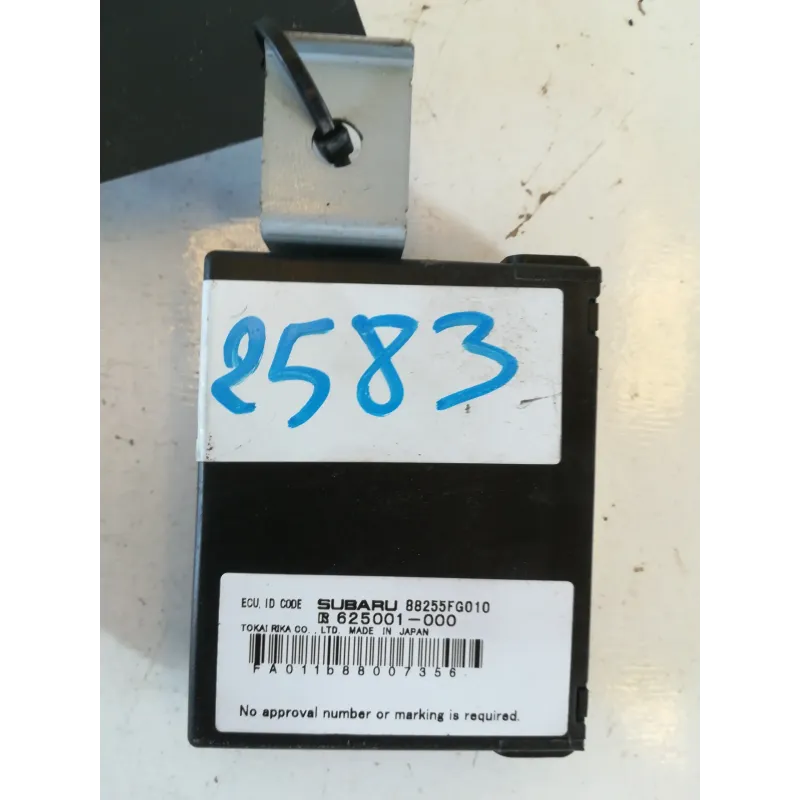 2583
ECU, ID CODE SUBARU 88255FG010
625001-000
TOKAI RIKA CO., LTD. MADE IN JAPAN
FA011b88007356
No approval number or marking is required.